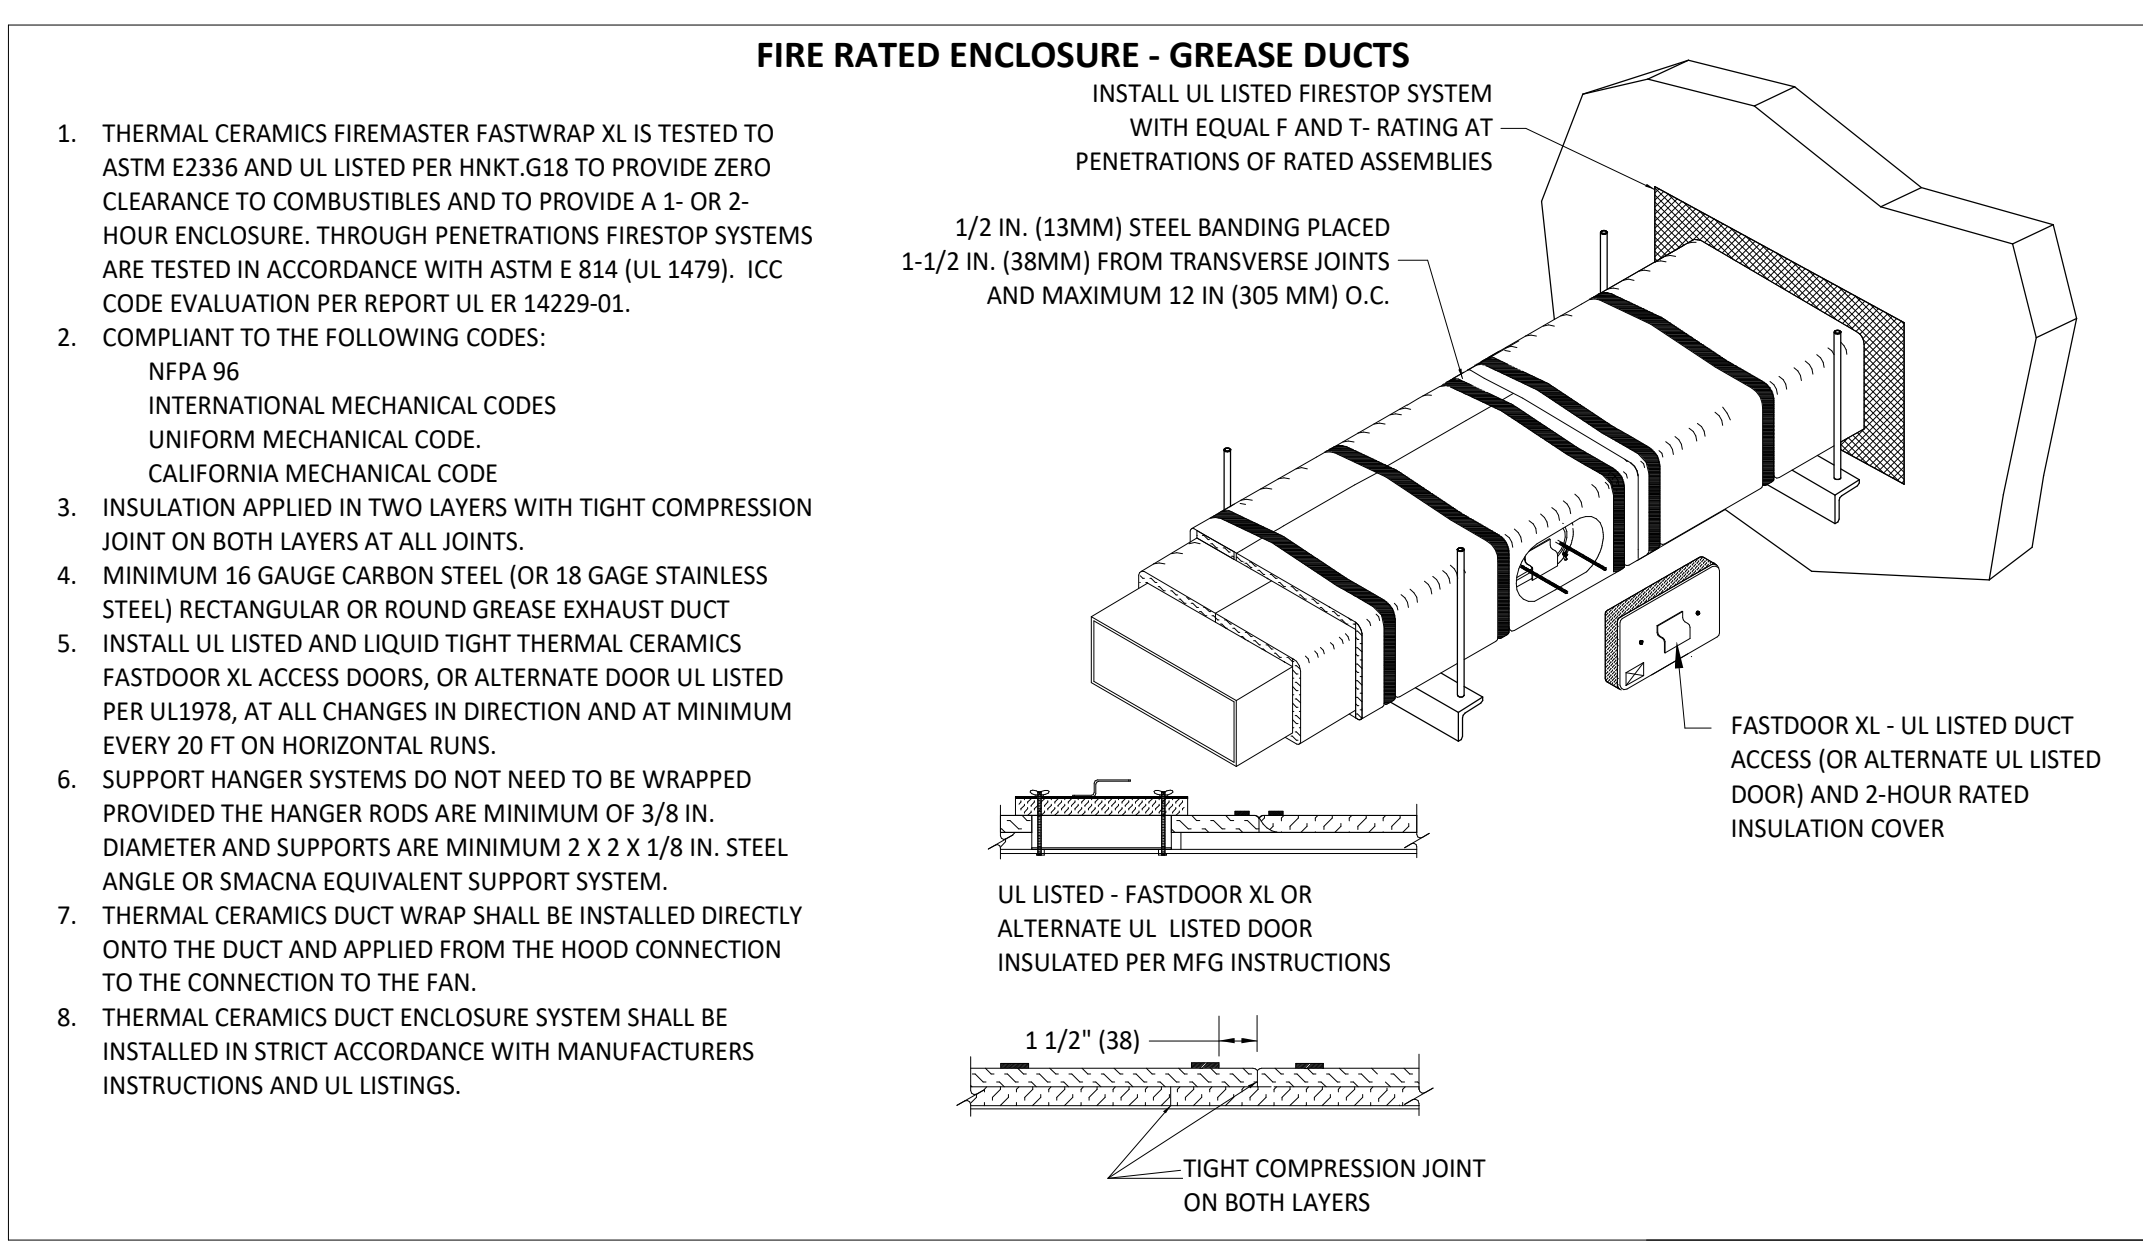 FIRE RATED ENCLOSURE - GREASE DUCTS
1. THERMAL CERAMICS FIREMASTER FASTWRAP XL IS TESTED TO
ASTM E2336 AND UL LISTED PER HNKT.G18 TO PROVIDE ZERO
CLEARANCE TO COMBUSTIBLES AND TO PROVIDE A 1- OR 2-
HOUR ENCLOSURE. THROUGH PENETRATIONS FIRESTOP SYSTEMS
ARE TESTED IN ACCORDANCE WITH ASTM E 814 (UL 1479).  ICC
CODE EVALUATION PER REPORT UL ER 14229-01.
2. COMPLIANT TO THE FOLLOWING CODES:
NFPA 96
INTERNATIONAL MECHANICAL CODES
UNIFORM MECHANICAL CODE.
CALIFORNIA MECHANICAL CODE
3. INSULATION APPLIED IN TWO LAYERS WITH TIGHT COMPRESSION
JOINT ON BOTH LAYERS AT ALL JOINTS.
4. MINIMUM 16 GAUGE CARBON STEEL (OR 18 GAGE STAINLESS
STEEL) RECTANGULAR OR ROUND GREASE EXHAUST DUCT
5. INSTALL UL LISTED AND LIQUID TIGHT THERMAL CERAMICS
FASTDOOR XL ACCESS DOORS, OR ALTERNATE DOOR UL LISTED
PER UL1978, AT ALL CHANGES IN DIRECTION AND AT MINIMUM
EVERY 20 FT ON HORIZONTAL RUNS.
6. SUPPORT HANGER SYSTEMS DO NOT NEED TO BE WRAPPED
PROVIDED THE HANGER RODS ARE MINIMUM OF 3/8 IN.
DIAMETER AND SUPPORTS ARE MINIMUM 2 X 2 X 1/8 IN. STEEL
ANGLE OR SMACNA EQUIVALENT SUPPORT SYSTEM.
7. THERMAL CERAMICS DUCT WRAP SHALL BE INSTALLED DIRECTLY
ONTO THE DUCT AND APPLIED FROM THE HOOD CONNECTION
TO THE CONNECTION TO THE FAN.
8. THERMAL CERAMICS DUCT ENCLOSURE SYSTEM SHALL BE
INSTALLED IN STRICT ACCORDANCE WITH MANUFACTURERS
INSTRUCTIONS AND UL LISTINGS.
INSTALL UL LISTED FIRESTOP SYSTEM
WITH EQUAL F AND T- RATING AT
PENETRATIONS OF RATED ASSEMBLIES
1/2 IN. (13MM) STEEL BANDING PLACED
1-1/2 IN. (38MM) FROM TRANSVERSE JOINTS
AND MAXIMUM 12 IN (305 MM) O.C.
FASTDOOR XL - UL LISTED DUCT
ACCESS (OR ALTERNATE UL LISTED
DOOR) AND 2-HOUR RATED
INSULATION COVER
UL LISTED - FASTDOOR XL OR
ALTERNATE UL  LISTED DOOR
INSULATED PER MFG INSTRUCTIONS
1 1/2" (38)
TIGHT COMPRESSION JOINT
ON BOTH LAYERS